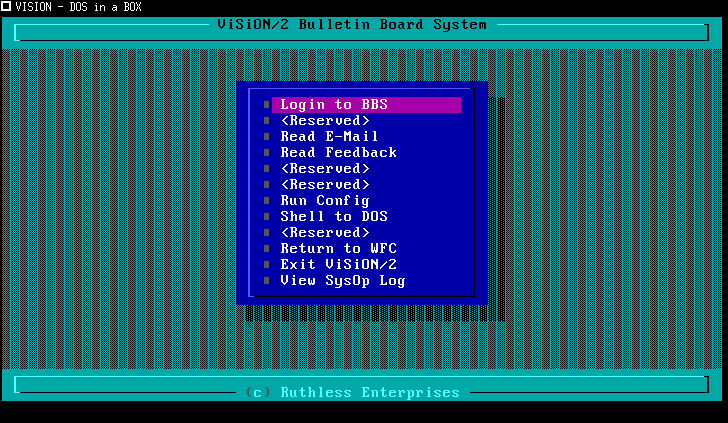 VISION - DOS in a BOX
ViSiON/2 Bulletin Board System
Login to BBS
<Reserved>
Read E-Mail
Read Feedback
<Reserved>
<Reserved>
Run Config
Shell to DOS
<Reserved>
Return to WFC
Exit ViSiON/2
View SysOp Log
(c) Ruthless Enterprises